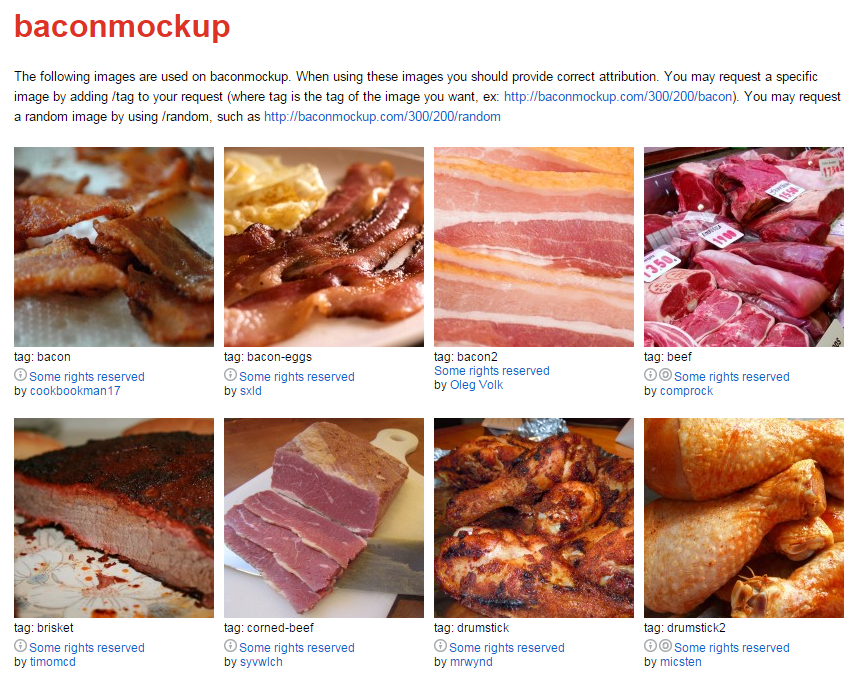 baconmockup
The following images are used on baconmockup. When using these images you should provide correct attribution. You may request a specific
image by adding /tag to your request (where tag is the tag of the image you want, ex: http://baconmockup.com/300/200/bacon). You may request
a random image by using /random, such as http://baconmockup.com/300/200/random
1550
1980
1350
tag: bacon
Some rights reserved
by cookbookman17
tag: bacon-eggs
Some rights reserved
by sxld
tag: bacon2
Some rights reserved
by Oleg Volk
tag: beef
Some rights reserved
by comprock
tag: brisket
Some rights reserved
by timomcd
tag: corned-beef
Some rights reserved
by syvwlch
tag: drumstick
Some rights reserved
by mrwynd
tag: drumstick2
Some rights reserved
by micsten